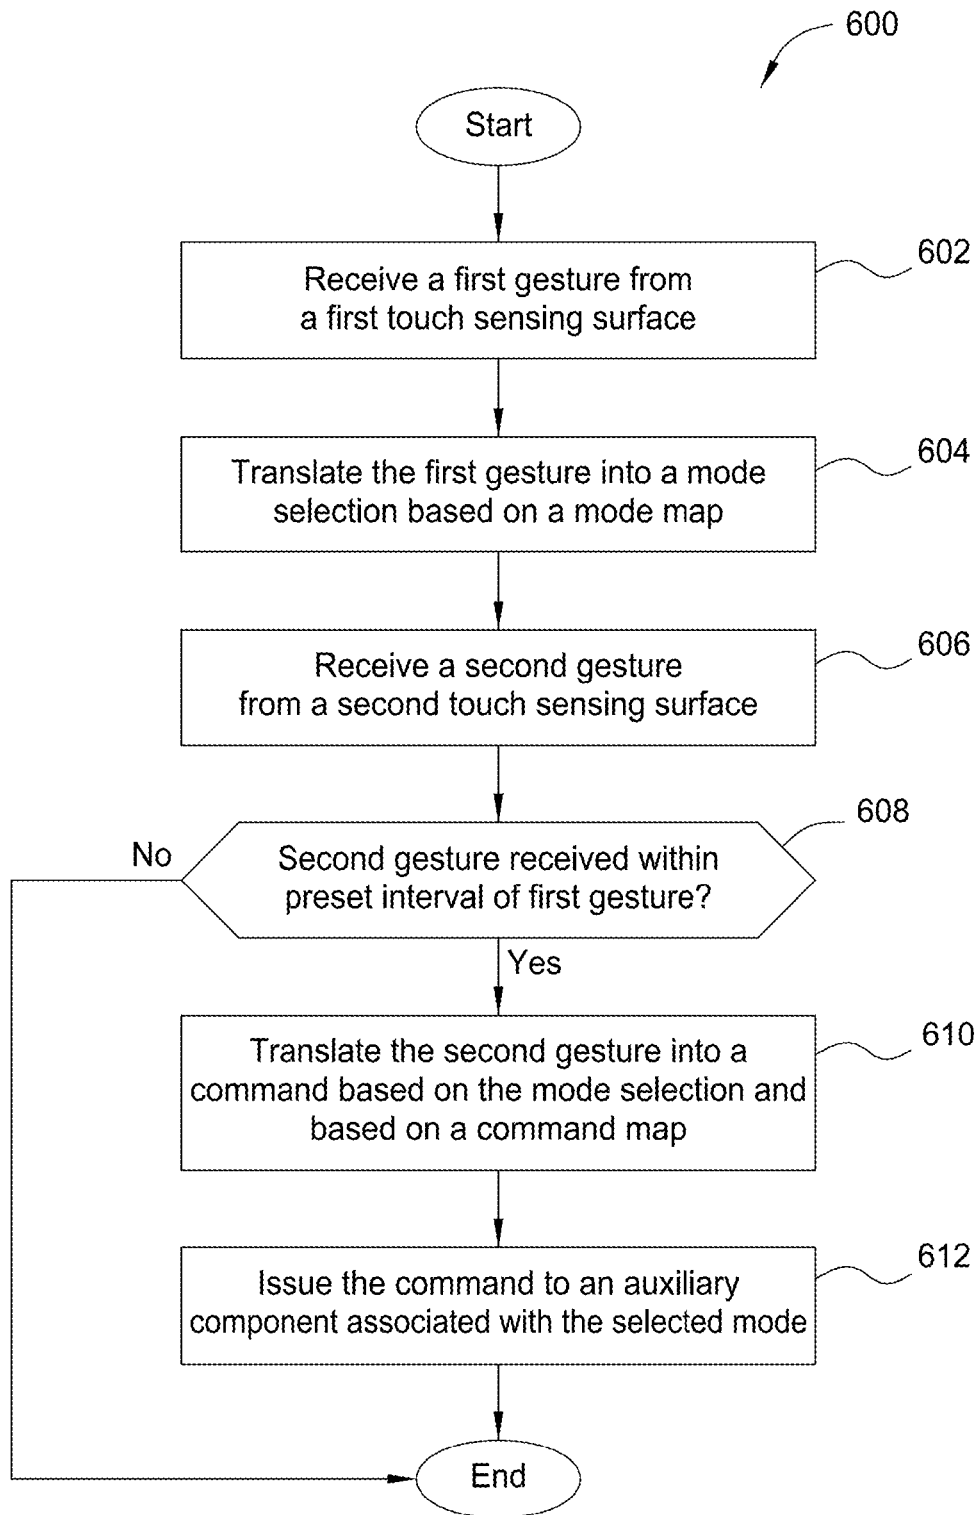 600
Start
602
Receive a first gesture from
a first touch sensing surface
604
Translate the first gesture into a mode
selection based on a mode map
606
Receive a second gesture
from a second touch sensing surface
608
No
Second gesture received within
preset interval of first gesture?
Yes
610
Translate the second gesture into a
command based on the mode selection and
based on a command map
612
Issue the command to an auxiliary
component associated with the selected mode
End